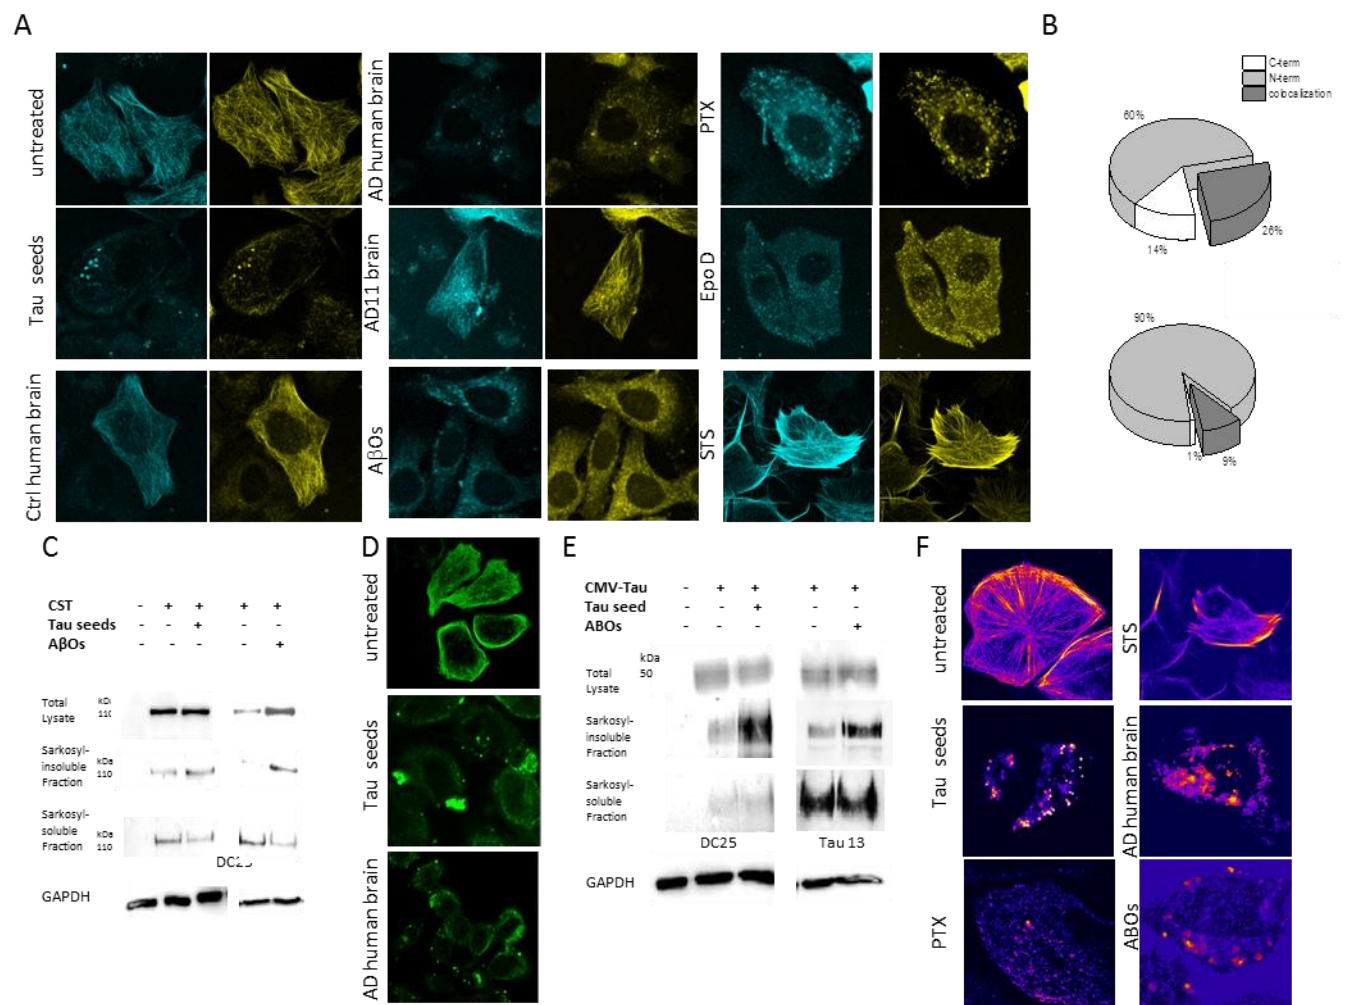 A
B
untreated
AD human brain
PTX
Tau seeds
AD11 brain
Epo D
Ctrl human brain
AβOs
STS
C-term
N-term
colocalization
60%
14%
26%
90%
1%
9%
C
CST - + + + +
Tau seeds - - + - -
AβOs - - - - +
Total
Lysate
kDa
110
Sarkosyl-
insoluble
Fraction
kDa
110
Sarkosyl-
soluble
Fraction
kDa
110
GAPDH
D
untreated
Tau seeds
AD human brain
E
CMV-Tau - + + + +
Tau seed - - + - -
ABOs - - - - +
Total
Lysate
kDa
50
Sarkosyl-
insoluble
Fraction
Sarkosyl-
soluble
Fraction
DC25 Tau 13
GAPDH
F
untreated
STS
Tau seeds
AD human brain
PTX
ABOs